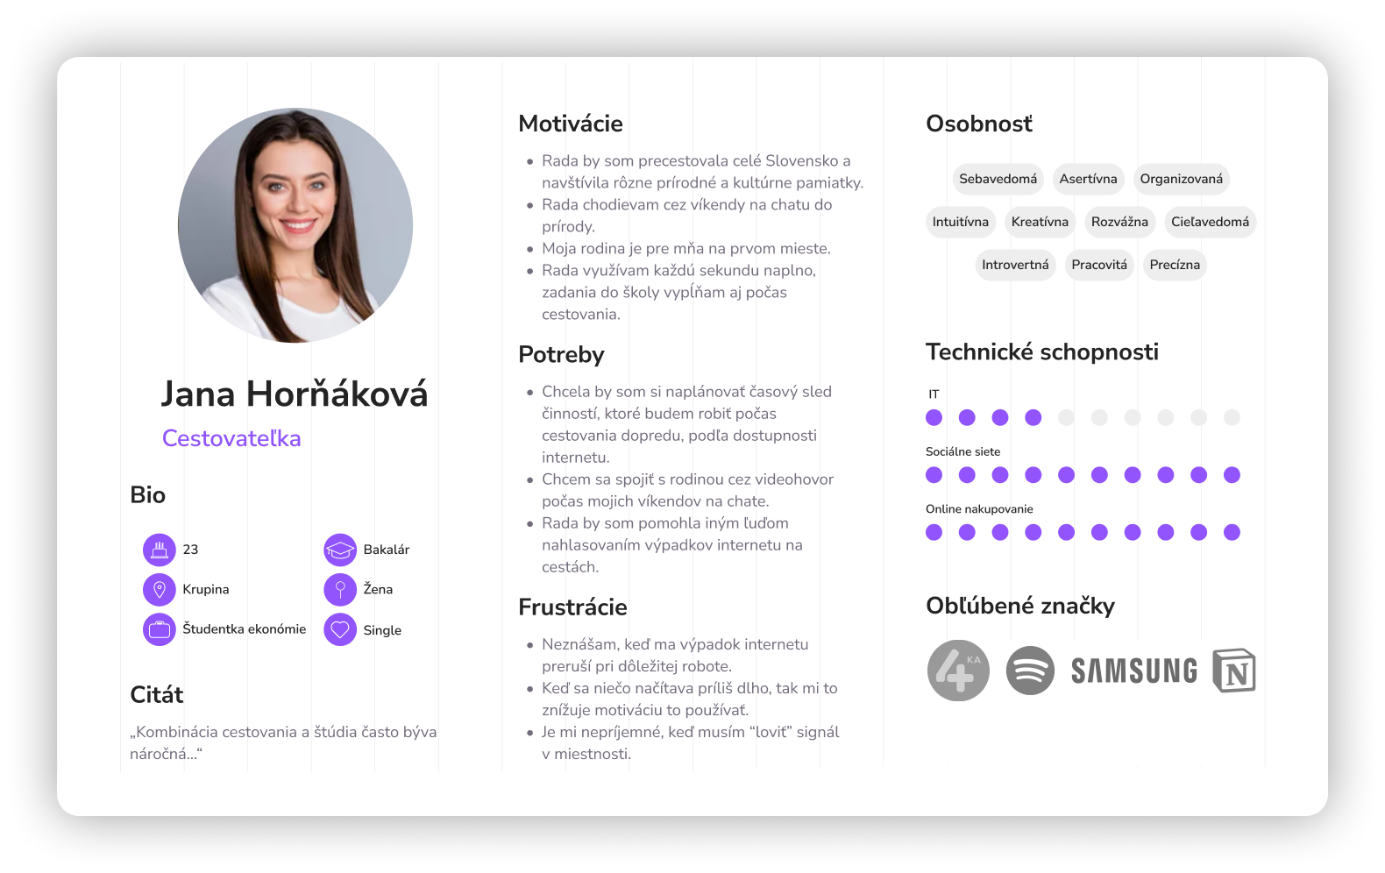 Jana Horňáková
Cestovateľka
Bio
23
Bakalár
Krupina
Žena
Študentka ekonómie
Single
Citát
„Kombinácia cestovania a štúdia často býva
náročná...“
Motivácie
• Rada by som precestovala celé Slovensko a
navštívila rôzne prírodné a kultúrne pamiatky.
• Rada chodievam cez víkendy na chatu do
prírody.
• Moja rodina je pre mňa na prvom mieste.
• Rada využívam každú sekundu naplno,
zadania do školy vypĺňam aj počas
cestovania.
Potreby
• Chcela by som si naplánovať časový sled
činností, ktoré budem robiť počas
cestovania dopredu, podľa dostupnosti
internetu.
• Chcem sa spojiť s rodinou cez videohovor
počas mojich víkendov na chate.
• Rada by som pomohla iným ľuďom
nahlasovaním výpadkov internetu na
cestách.
Frustrácie
• Neznášam, keď ma výpadok internetu
preruší pri dôležitej robote.
• Keď sa niečo načítava príliš dlho, tak mi to
znižuje motiváciu to používať.
• Je mi nepríjemné, keď musím “loviť” signál
v miestnosti.
Osobnosť
Sebavedomá
Asertívna
Organizovaná
Intuitívna
Kreatívna
Rozvážna
Cieľavedomá
Introvertná
Pracovitá
Precízna
Technické schopnosti
IT
Sociálne siete
Online nakupovanie
Obľúbené značky
4 KA
SAMSUNG
N